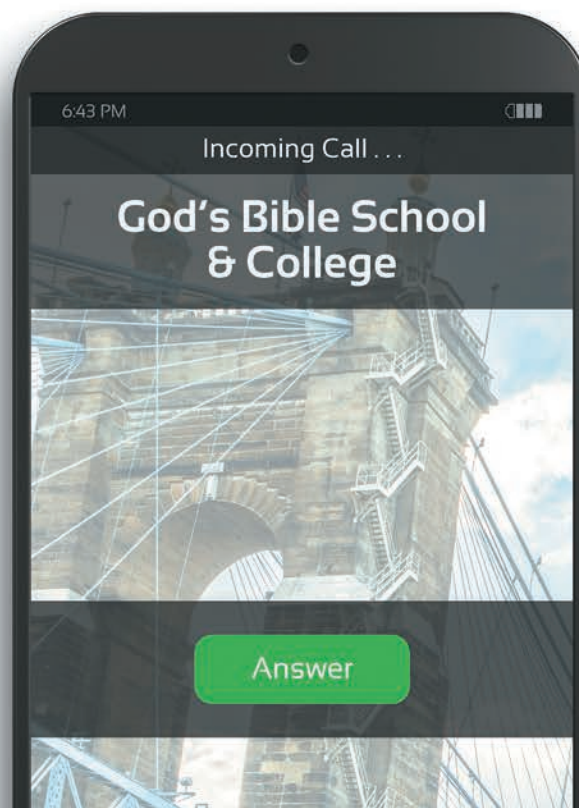 6:43 PM
Incoming Call . . .
God's Bible School
& College
Answer